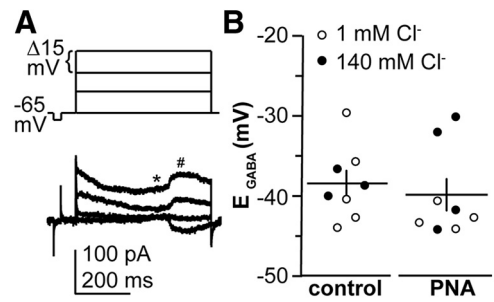 A
Δ15
mV
-65
mV
*
#
100 pA
200 ms
B
1 mM Cl⁻
140 mM Cl⁻
E GABA (mV)
-20
-30
-40
-50
control
PNA